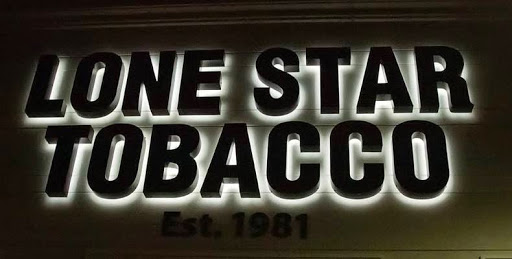 LONE STAR
TOBACCO
Est. 1981